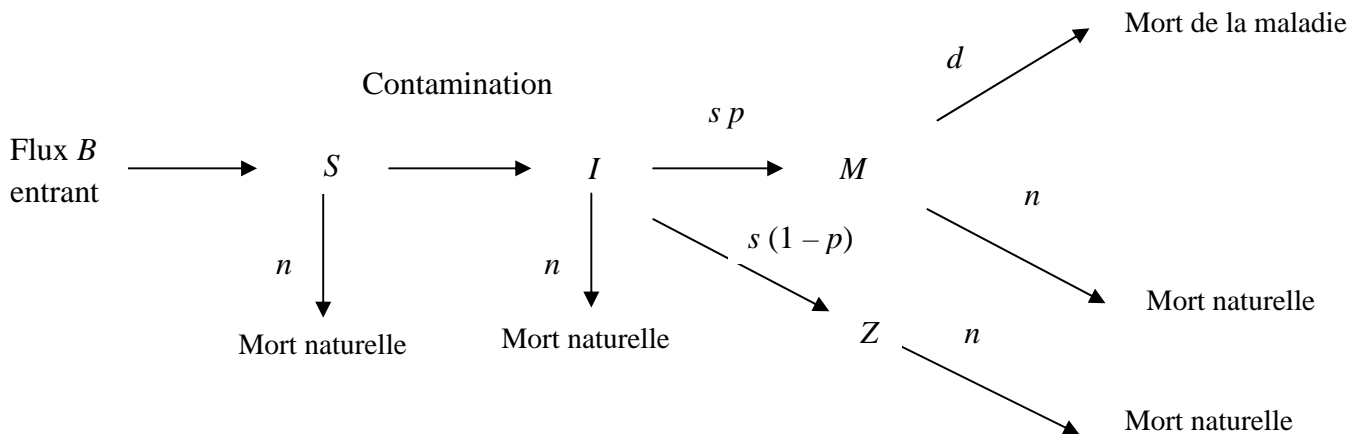 Mort de la maladie
d
Contamination
s p
Flux B
entrant
S
I
M
n
s (1 – p)
n
n
Mort naturelle
Mort naturelle
Mort naturelle
Z
n
Mort naturelle